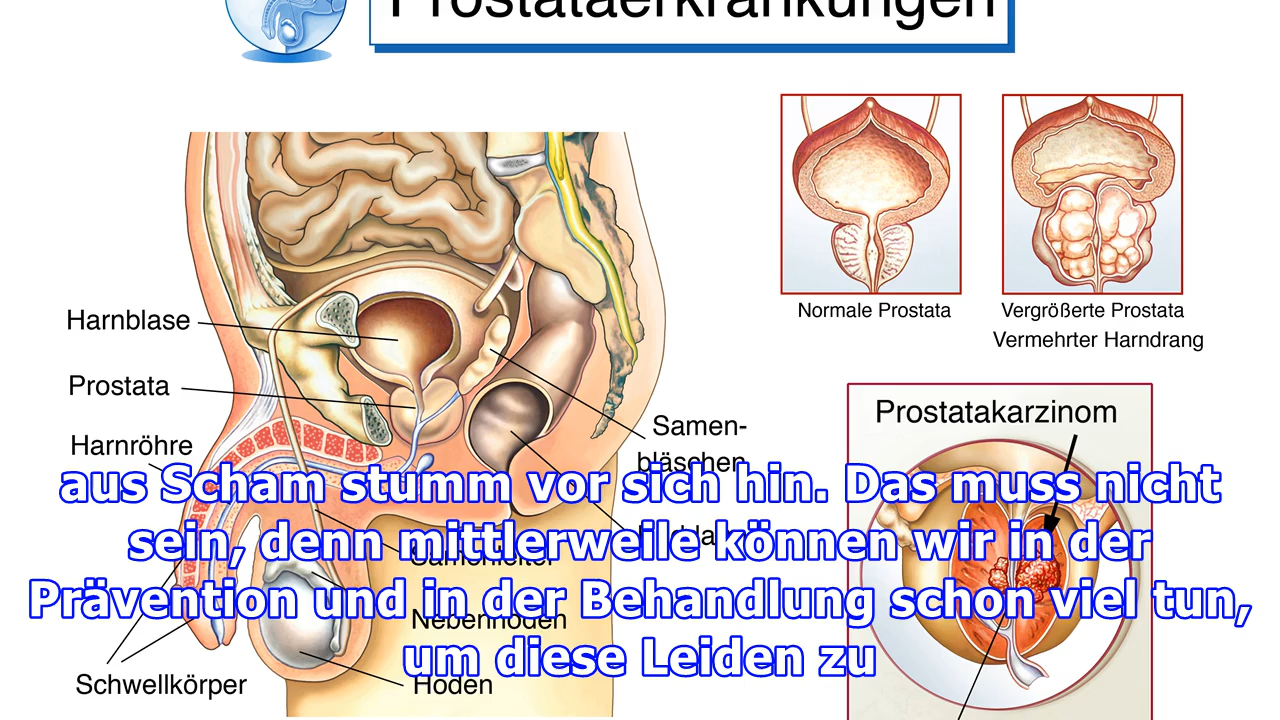 Prostataerkrankungen
Normale Prostata
Vergrößerte Prostata
Vermehrter Harndrang
Harnblase
Prostata
Harnröhre
Samen-
bläschen
Prostatakarzinom
aus Scham stumm vor sich hin. Das muss nicht
sein, denn mittlerweile können wir in der
Prävention und in der Behandlung schon viel tun,
um diese Leiden zu
Samenleiter
Nebenhoden
Schwellkörper
Hoden